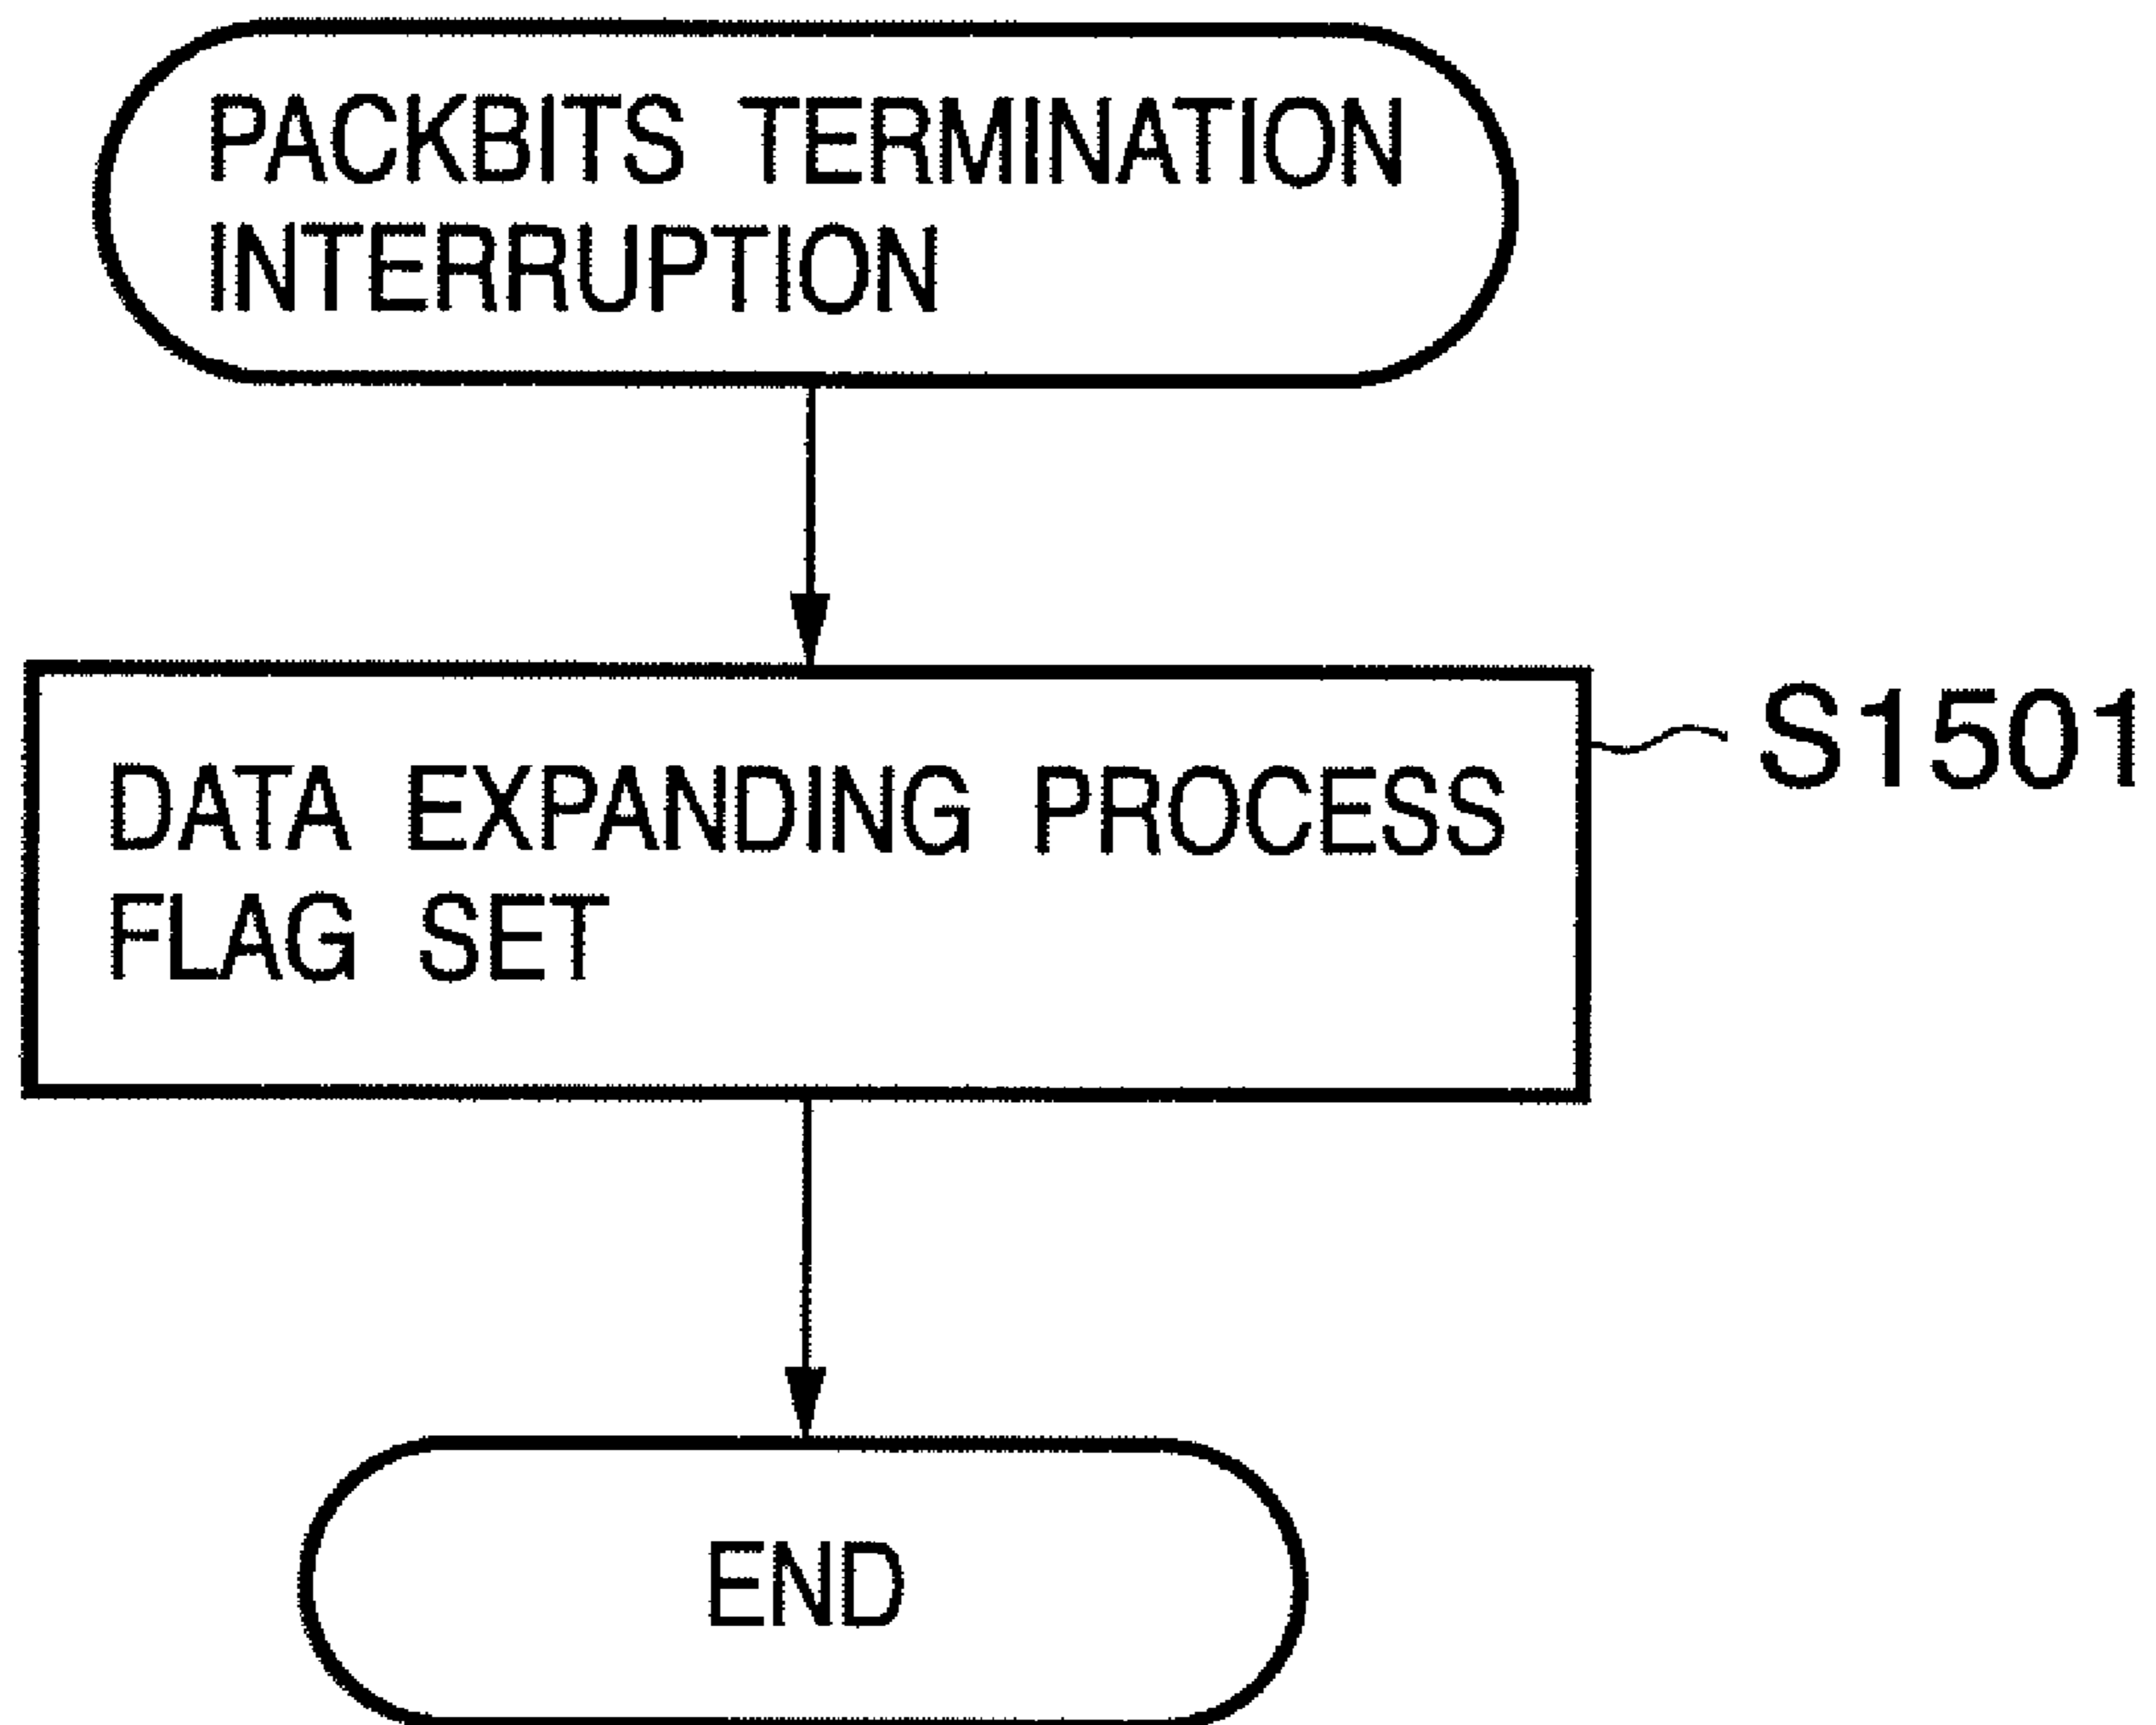 PACKBITS TERMINATION
INTERRUPTION
S1501
DATA EXPANDING PROCESS
FLAG SET
END